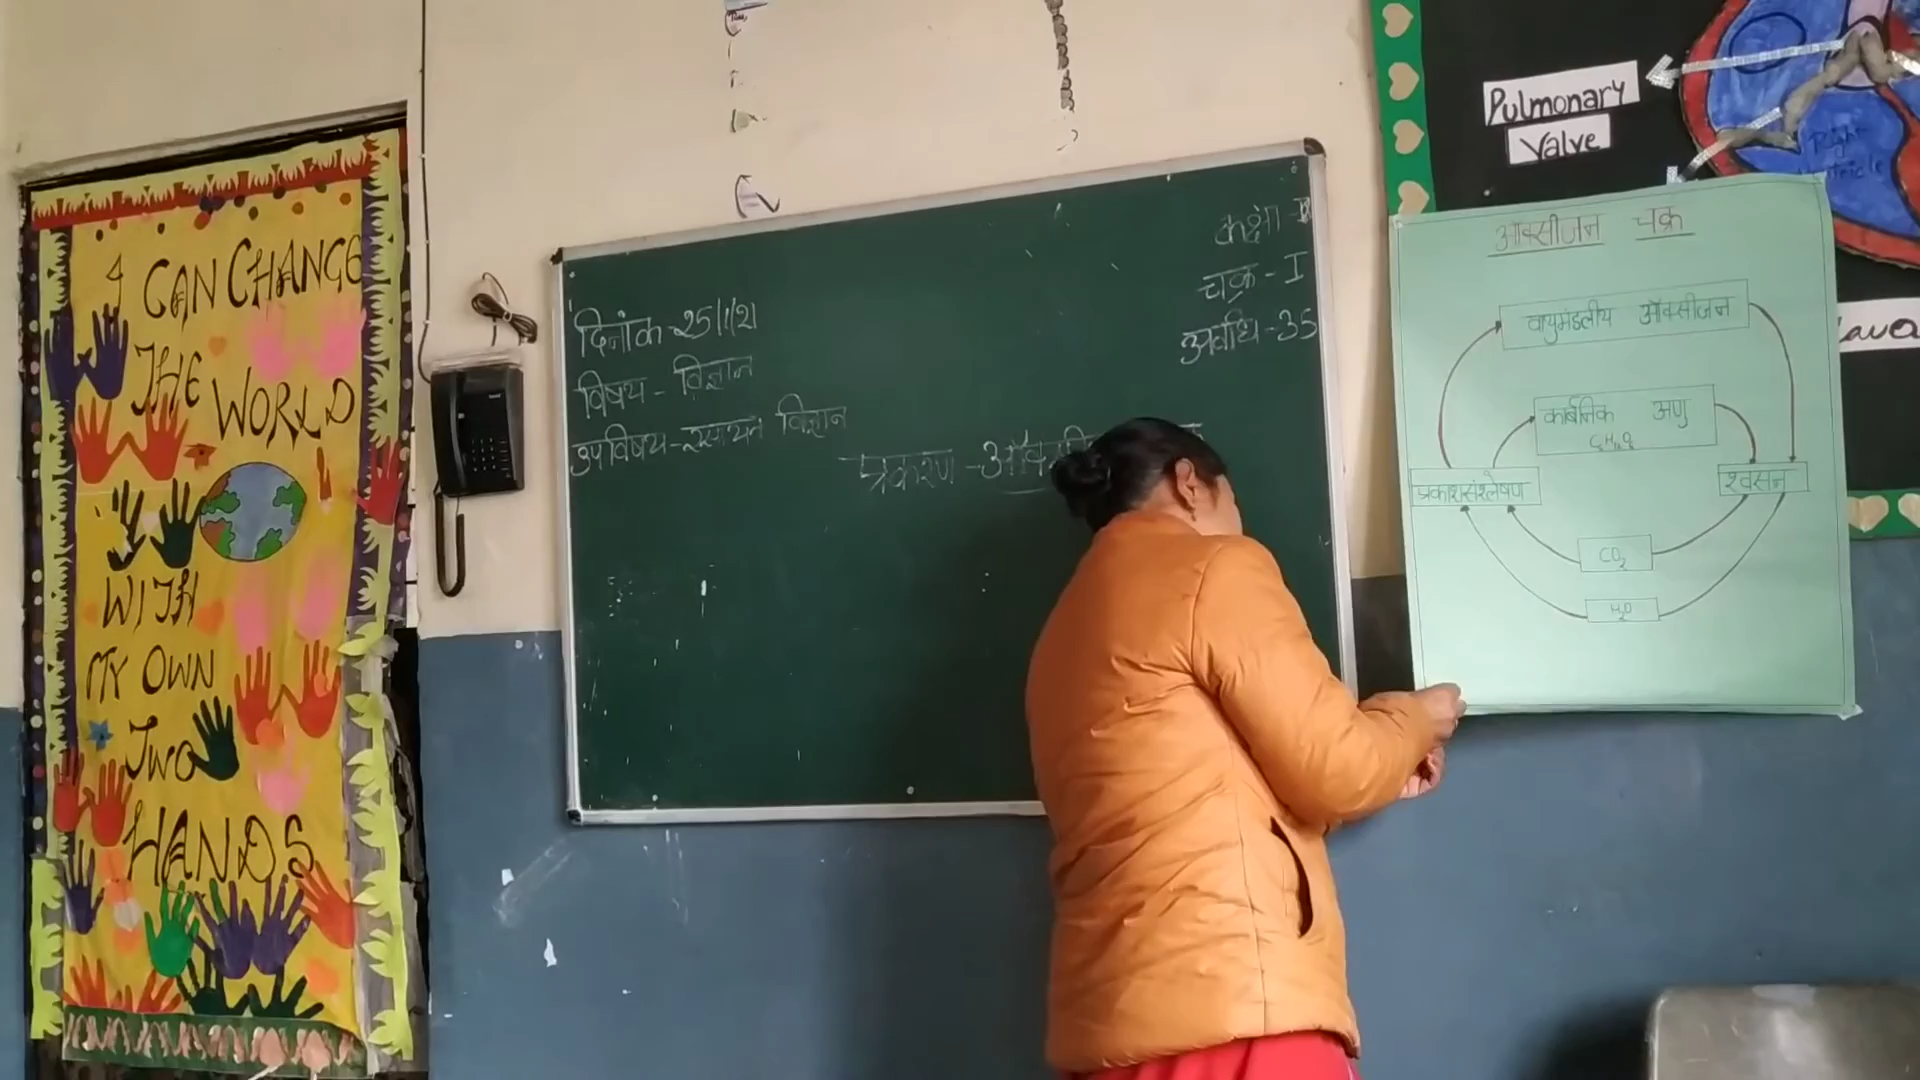 I CAN CHANGE
THE
WORLD
WITH
MY OWN
TWO
HANDS
दिनांक - 25/1/21
विषय - विज्ञान
उपविषय - रसायन विज्ञान
कक्षा -
चक्र - I
अवधि - 35
प्रकरण -
Pulmonary
Valve
Right
ऑक्सीजन चक्र
वायुमंडलीय ऑक्सीजन
कार्बनिक अणु
प्रकाशसंश्लेषण
श्वसन
CO₂
H₂O